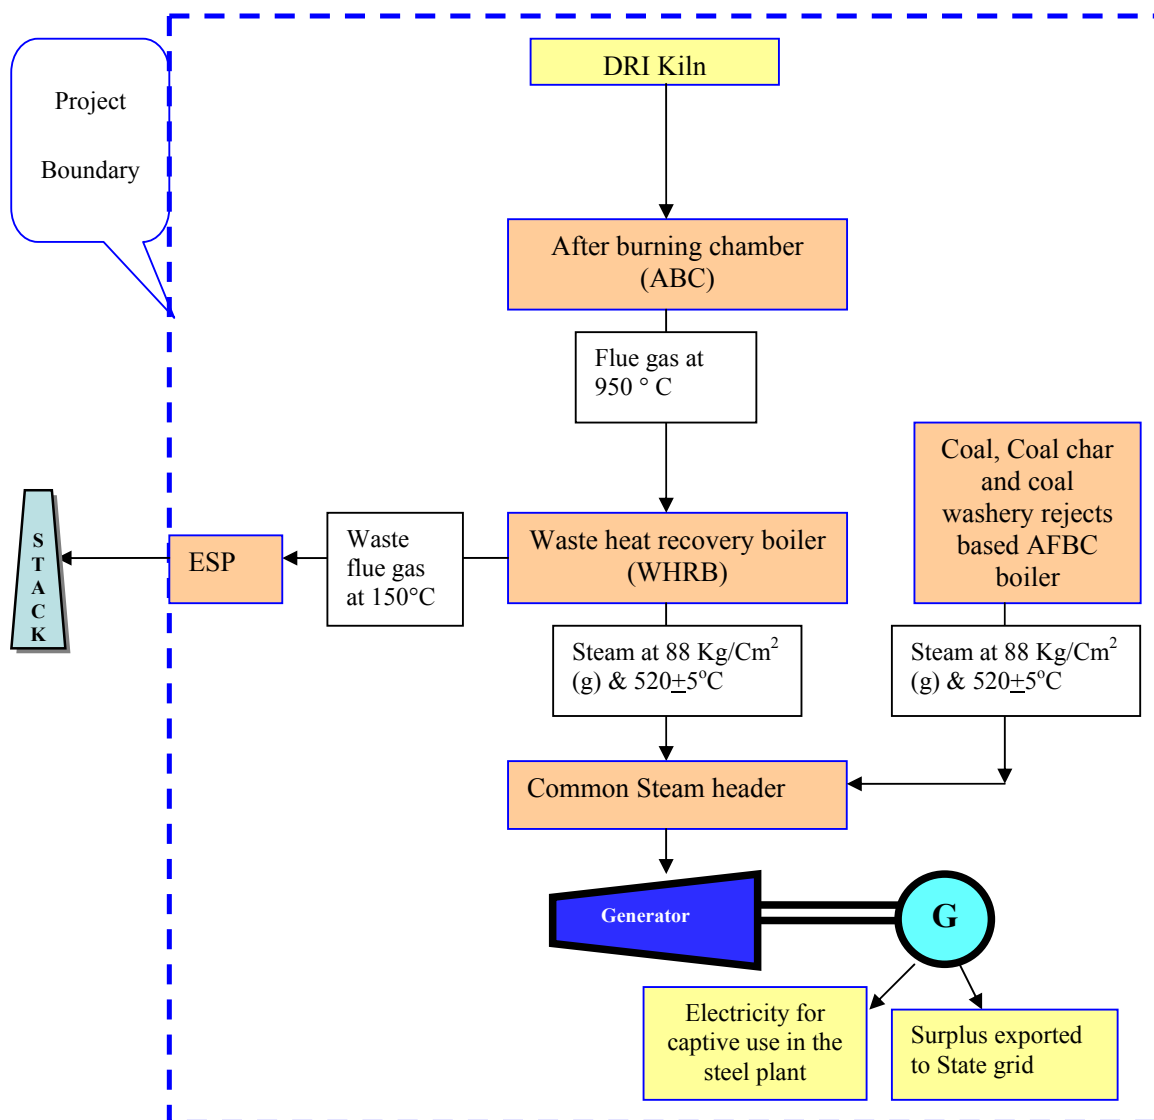 DRI Kiln
Project
Boundary
After burning chamber
(ABC)
Flue gas at
950 ° C
Coal, Coal char
and coal
washery rejects
based AFBC
boiler
STACK
ESP
Waste
flue gas
at 150°C
Waste heat recovery boiler
(WHRB)
Steam at 88 Kg/Cm²
(g) & 520±5°C
Steam at 88 Kg/Cm²
(g) & 520±5°C
Common Steam header
Generator
G
Electricity for
captive use in the
steel plant
Surplus exported
to State grid